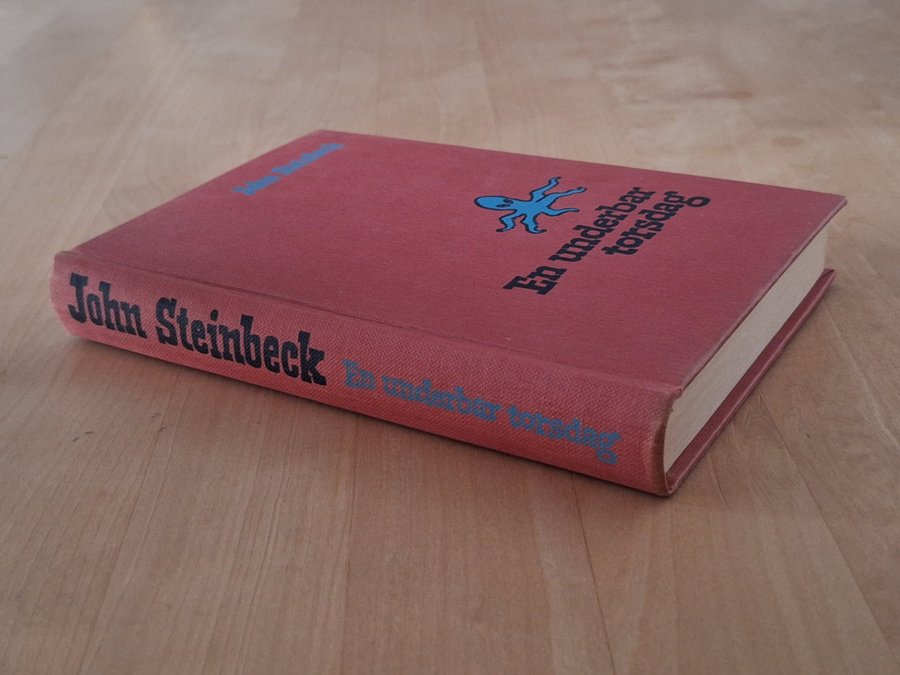 John Steinbeck
En underbar
torsdag
John Steinbeck En underbar torsdag